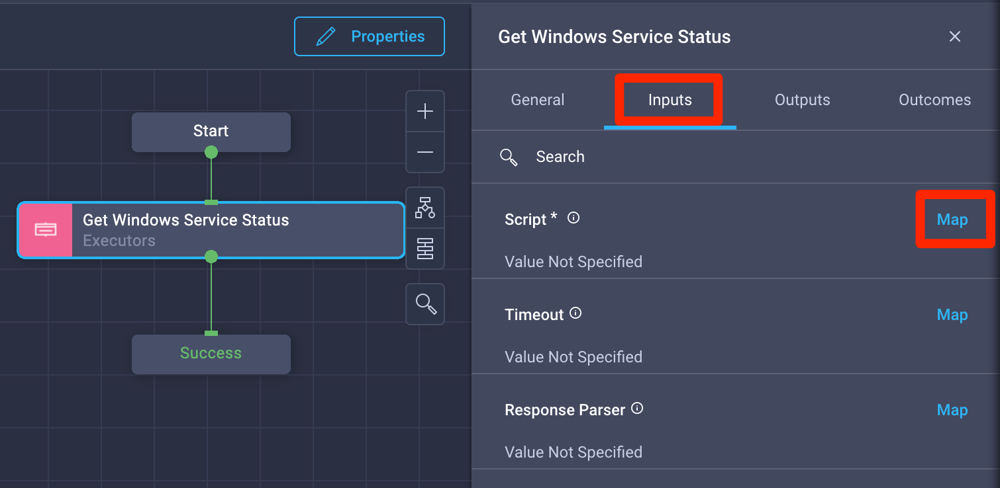 Properties
Start
Get Windows Service Status
Executors
Success
Get Windows Service Status
General Inputs Outputs Outcomes
Search
Script * Map
Value Not Specified
Timeout Map
Value Not Specified
Response Parser Map
Value Not Specified